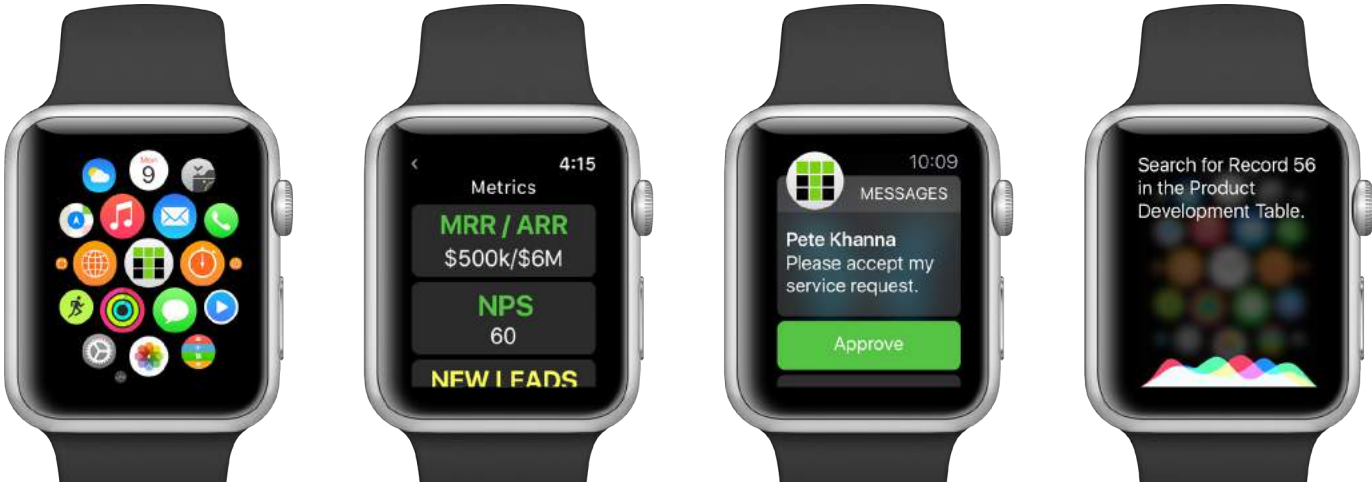 Mon
9
4:15
Metrics
MRR / ARR
$500k/$6M
NPS
60
NEW LEADS
10:09
MESSAGES
Pete Khanna
Please accept my
service request.
Approve
Search for Record 56
in the Product
Development Table.